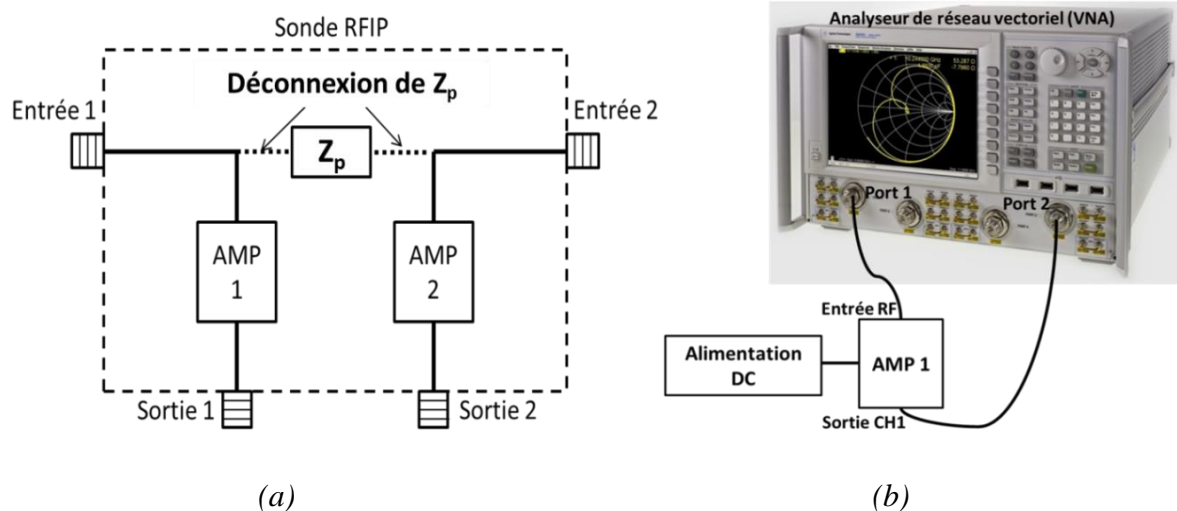 Sonde RFIP
Déconnexion de Zp
Entrée 1
Entrée 2
Zp
AMP
1
AMP
2
Sortie 1
Sortie 2
(a)
Analyseur de réseau vectoriel (VNA)
Port 1
Port 2
Entrée RF
Alimentation
DC
AMP 1
Sortie CH1
(b)